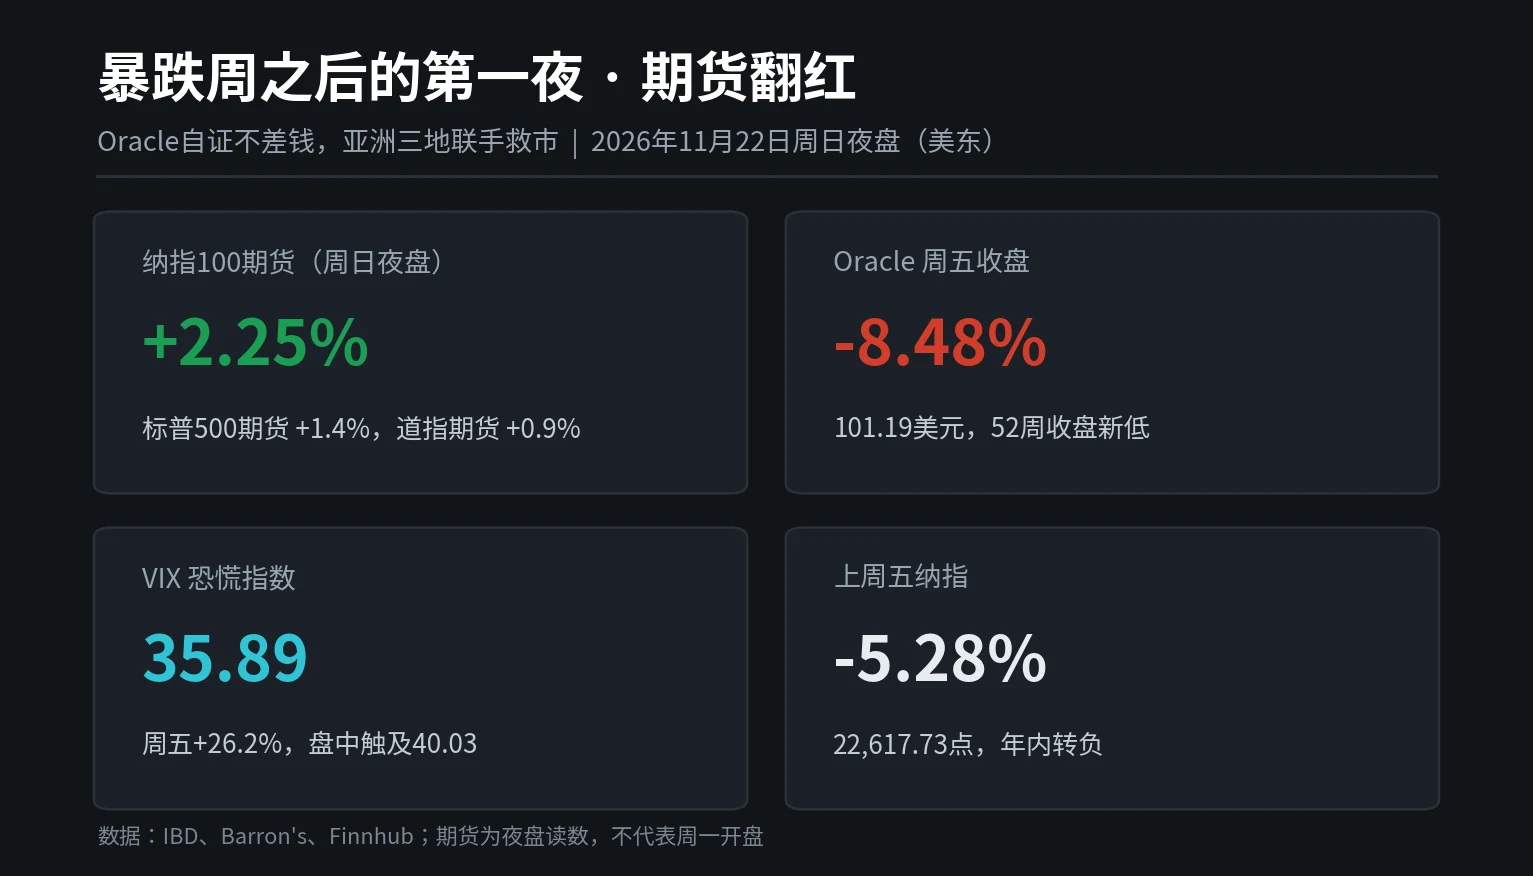 暴跌周之后的第一夜 · 期货翻红
Oracle自证不差钱，亚洲三地联手救市 | 2026年11月22日周日夜盘（美东）
纳指100期货（周日夜盘）
+2.25%
标普500期货 +1.4%，道指期货 +0.9%
Oracle 周五收盘
-8.48%
101.19美元，52周收盘新低
VIX 恐慌指数
35.89
周五+26.2%，盘中触及40.03
上周五纳指
-5.28%
22,617.73点，年内转负
数据：IBD、Barron's、Finnhub；期货为夜盘读数，不代表周一开盘